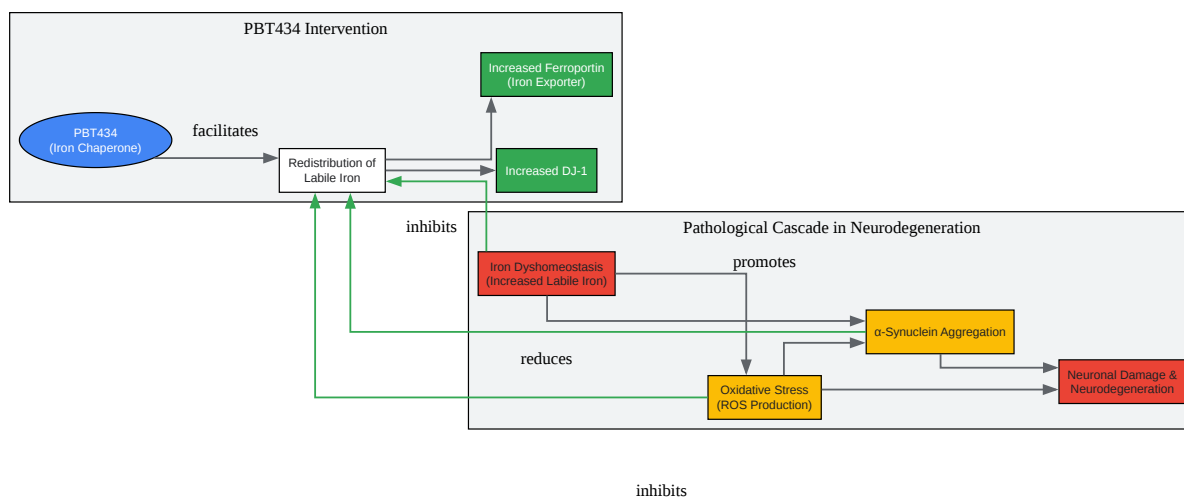 PBT434 Intervention
Increased Ferroportin
(Iron Exporter)
PBT434
(Iron Chaperone)
facilitates
Redistribution of
Labile Iron
Increased DJ-1
inhibits
Pathological Cascade in Neurodegeneration
Iron Dyshomeostasis
(Increased Labile Iron)
promotes
α-Synuclein Aggregation
reduces
Oxidative Stress
(ROS Production)
Neuronal Damage &
Neurodegeneration
inhibits